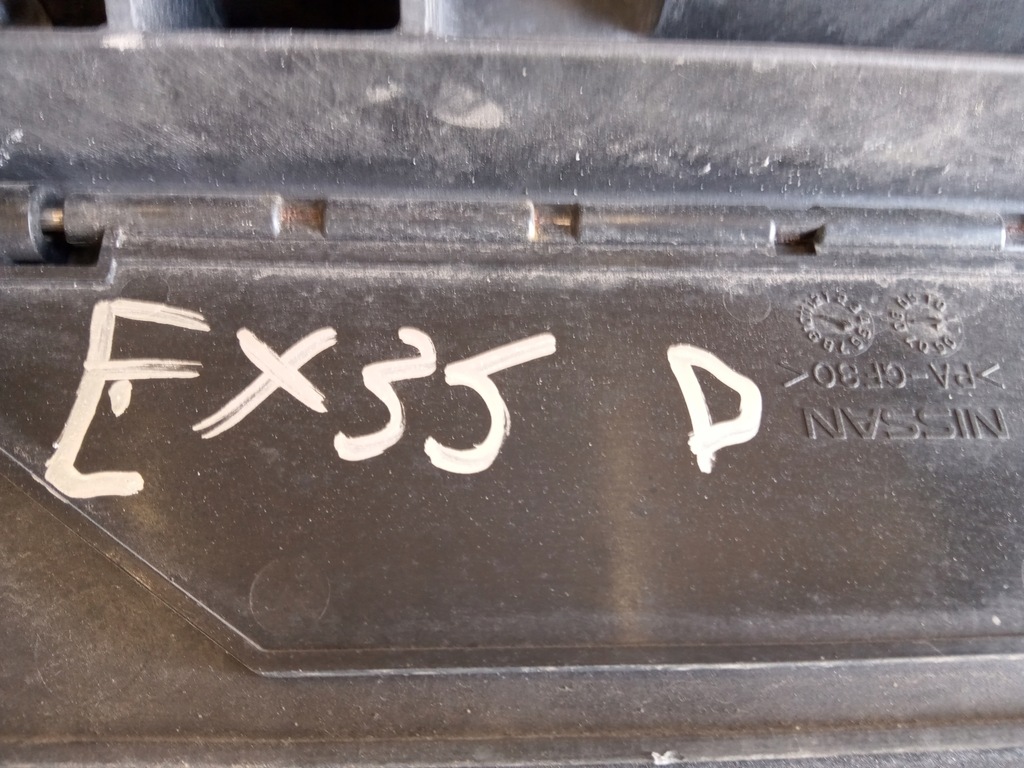 EX35 D
>PA-GF30<
NISSAN